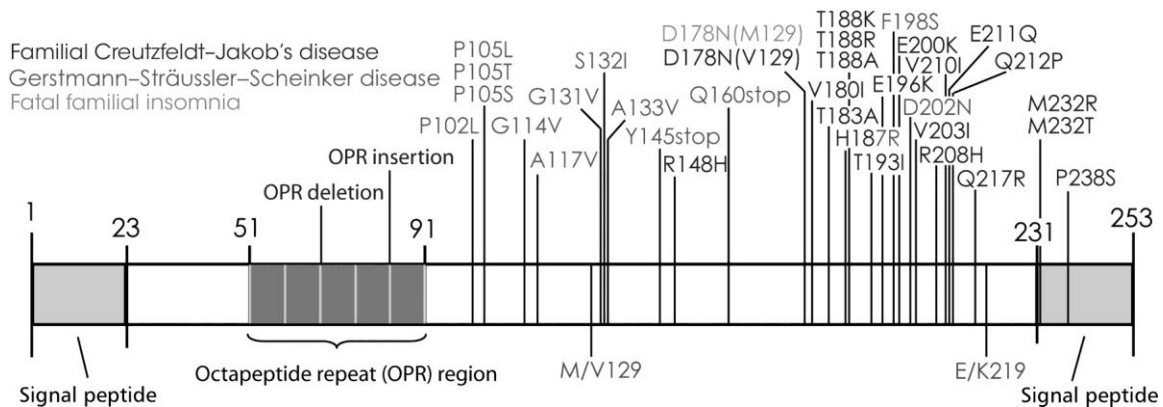 Familial Creutzfeldt–Jakob's disease
Gerstmann–Sträussler–Scheinker disease
Fatal familial insomnia
P105L
P105T
P105S
P102L
G114V
A117V
G131V
S132I
A133V
Y145stop
R148H
Q160stop
D178N(M129)
D178N(V129)
V180I
T183A
T188K
T188R
T188A
H187R
T193I
F198S
E200K
E196K
V210I
D202N
V203I
R208H
E211Q
Q212P
Q217R
M232R
M232T
P238S
OPR insertion
OPR deletion
1
23
51
91
231
253
Signal peptide
Octapeptide repeat (OPR) region
M/V129
E/K219
Signal peptide